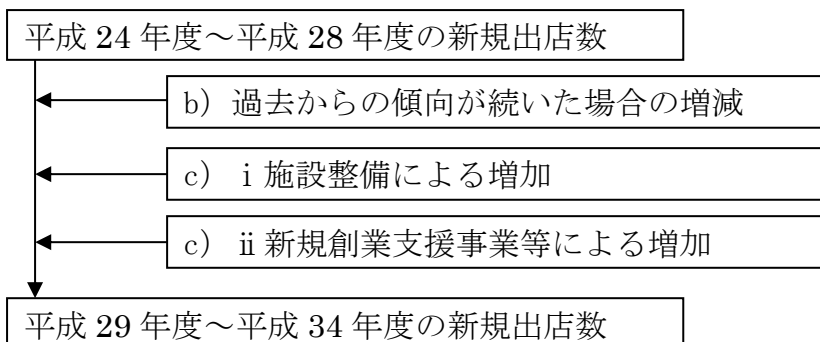 平成 24 年度～平成 28 年度の新規出店数
b）過去からの傾向が続いた場合の増減
c） ⅰ施設整備による増加
c） ⅱ新規創業支援事業等による増加
平成 29 年度～平成 34 年度の新規出店数